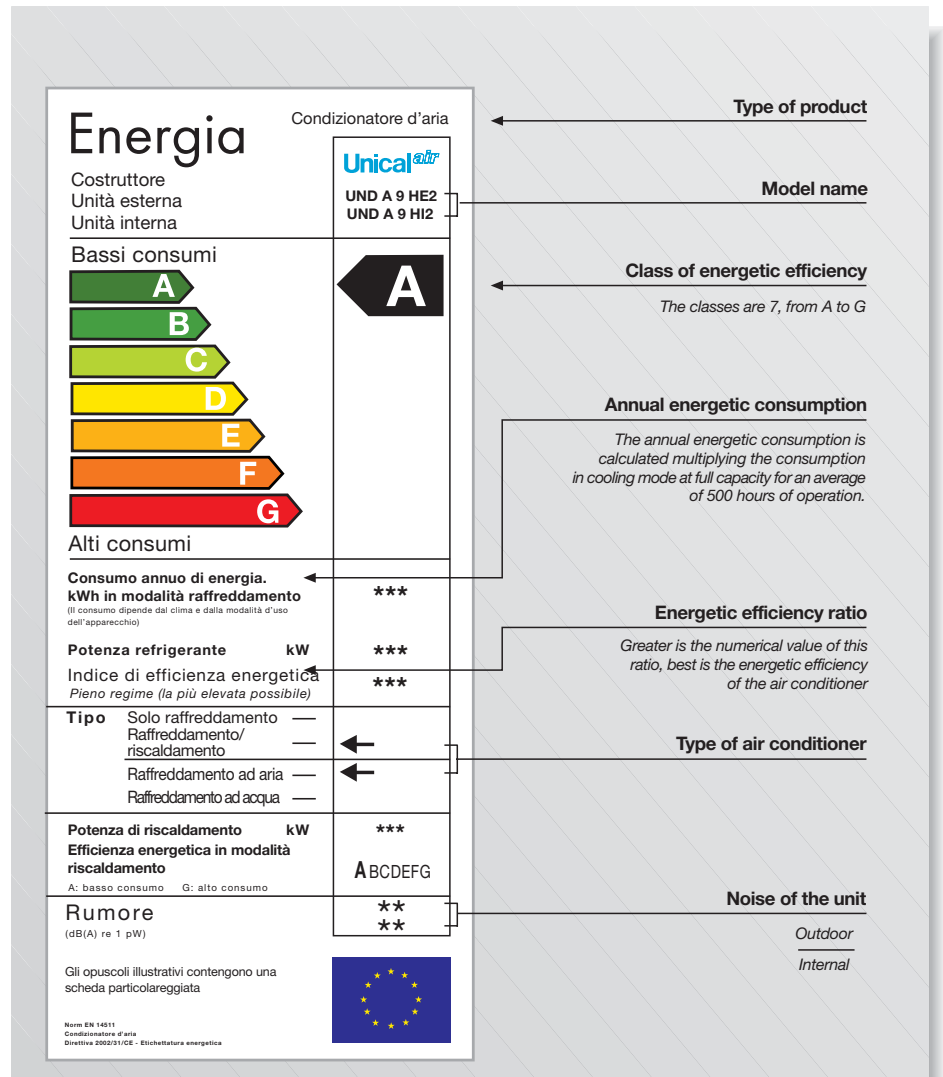 Type of product
Energia
Condizionatore d'aria
Unicalair
Costruttore
Unità esterna
Unità interna
UND A 9 HE2
UND A 9 HI2
Model name
Bassi consumi
A
B
C
D
E
F
G
Alti consumi
A
Class of energetic efficiency
The classes are 7, from A to G
Annual energetic consumption
The annual energetic consumption is
calculated multiplying the consumption
in cooling mode at full capacity for an average
of 500 hours of operation.
Consumo annuo di energia.
kWh in modalità raffreddamento
(Il consumo dipende dal clima e dalla modalità d'uso
dell'apparecchio)
***
Potenza refrigerante kW ***
Indice di efficienza energetica
Pieno regime (la più elevata possibile)
***
Energetic efficiency ratio
Greater is the numerical value of this
ratio, best is the energetic efficiency
of the air conditioner
Tipo
Solo raffreddamento —
Raffreddamento/
riscaldamento —
Raffreddamento ad aria —
Raffreddamento ad acqua —
Type of air conditioner
Potenza di riscaldamento kW ***
Efficienza energetica in modalità
riscaldamento
A: basso consumo G: alto consumo
ABCDEFG
Rumore
(dB(A) re 1 pW)
**
**
Noise of the unit
Outdoor
Internal
Gli opuscoli illustrativi contengono una
scheda particolareggiata
Norm EN 14511
Condizionatore d'aria
Direttiva 2002/31/CE - Etichettatura energetica